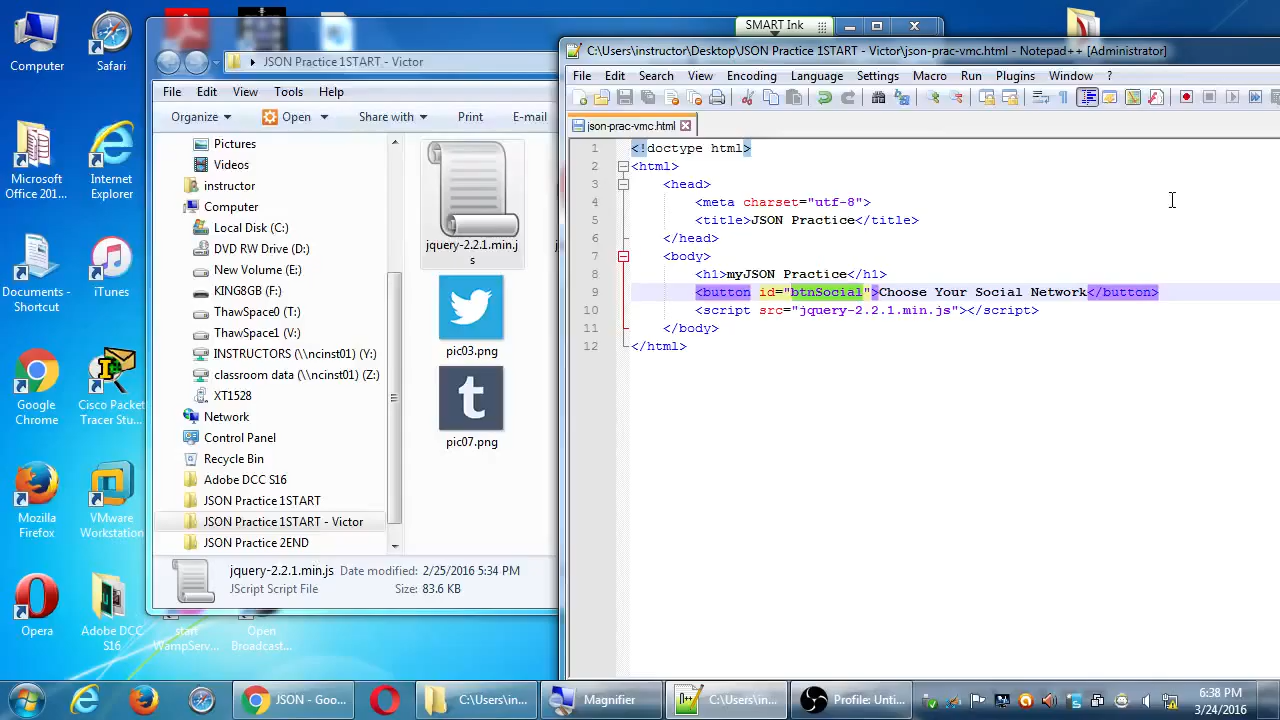 SMART Ink
Computer
Safari
Microsoft Office 201...
Internet Explorer
Documents - Shortcut
iTunes
Google Chrome
Cisco Packet Tracer Stu...
Mozilla Firefox
VMware Workstation
Opera
Adobe DCC S16
start WampServ...
Open Broadcast...
JSON Practice 1START - Victor
File Edit View Tools Help
Organize Open Share with Print E-mail
Pictures
Videos
instructor
Computer
Local Disk (C:)
DVD RW Drive (D:)
New Volume (E:)
KING8GB (F:)
ThawSpace0 (T:)
ThawSpace1 (V:)
INSTRUCTORS (\\ncinst01) (Y:)
classroom data (\\ncinst01) (Z:)
XT1528
Network
Control Panel
Recycle Bin
Adobe DCC S16
JSON Practice 1START
JSON Practice 1START - Victor
JSON Practice 2END
jquery-2.2.1.min.js
pic03.png
pic07.png
jquery-2.2.1.min.js Date modified: 2/25/2016 5:34 PM
JScript Script File Size: 83.6 KB
C:\Users\instructor\Desktop\JSON Practice 1START - Victor\json-prac-vmc.html - Notepad++ [Administrator]
File Edit Search View Encoding Language Settings Macro Run Plugins Window ?
json-prac-vmc.html
1 <!doctype html>
2 <html>
3 <head>
4 <meta charset="utf-8">
5 <title>JSON Practice</title>
6 </head>
7 <body>
8 <h1>myJSON Practice</h1>
9 <button id="btnSocial">Choose Your Social Network</button>
10 <script src="jquery-2.2.1.min.js"></script>
11 </body>
12 </html>
JSON - Goo...
C:\Users\in...
Magnifier
C:\Users\in...
Profile: Unti...
6:38 PM
3/24/2016